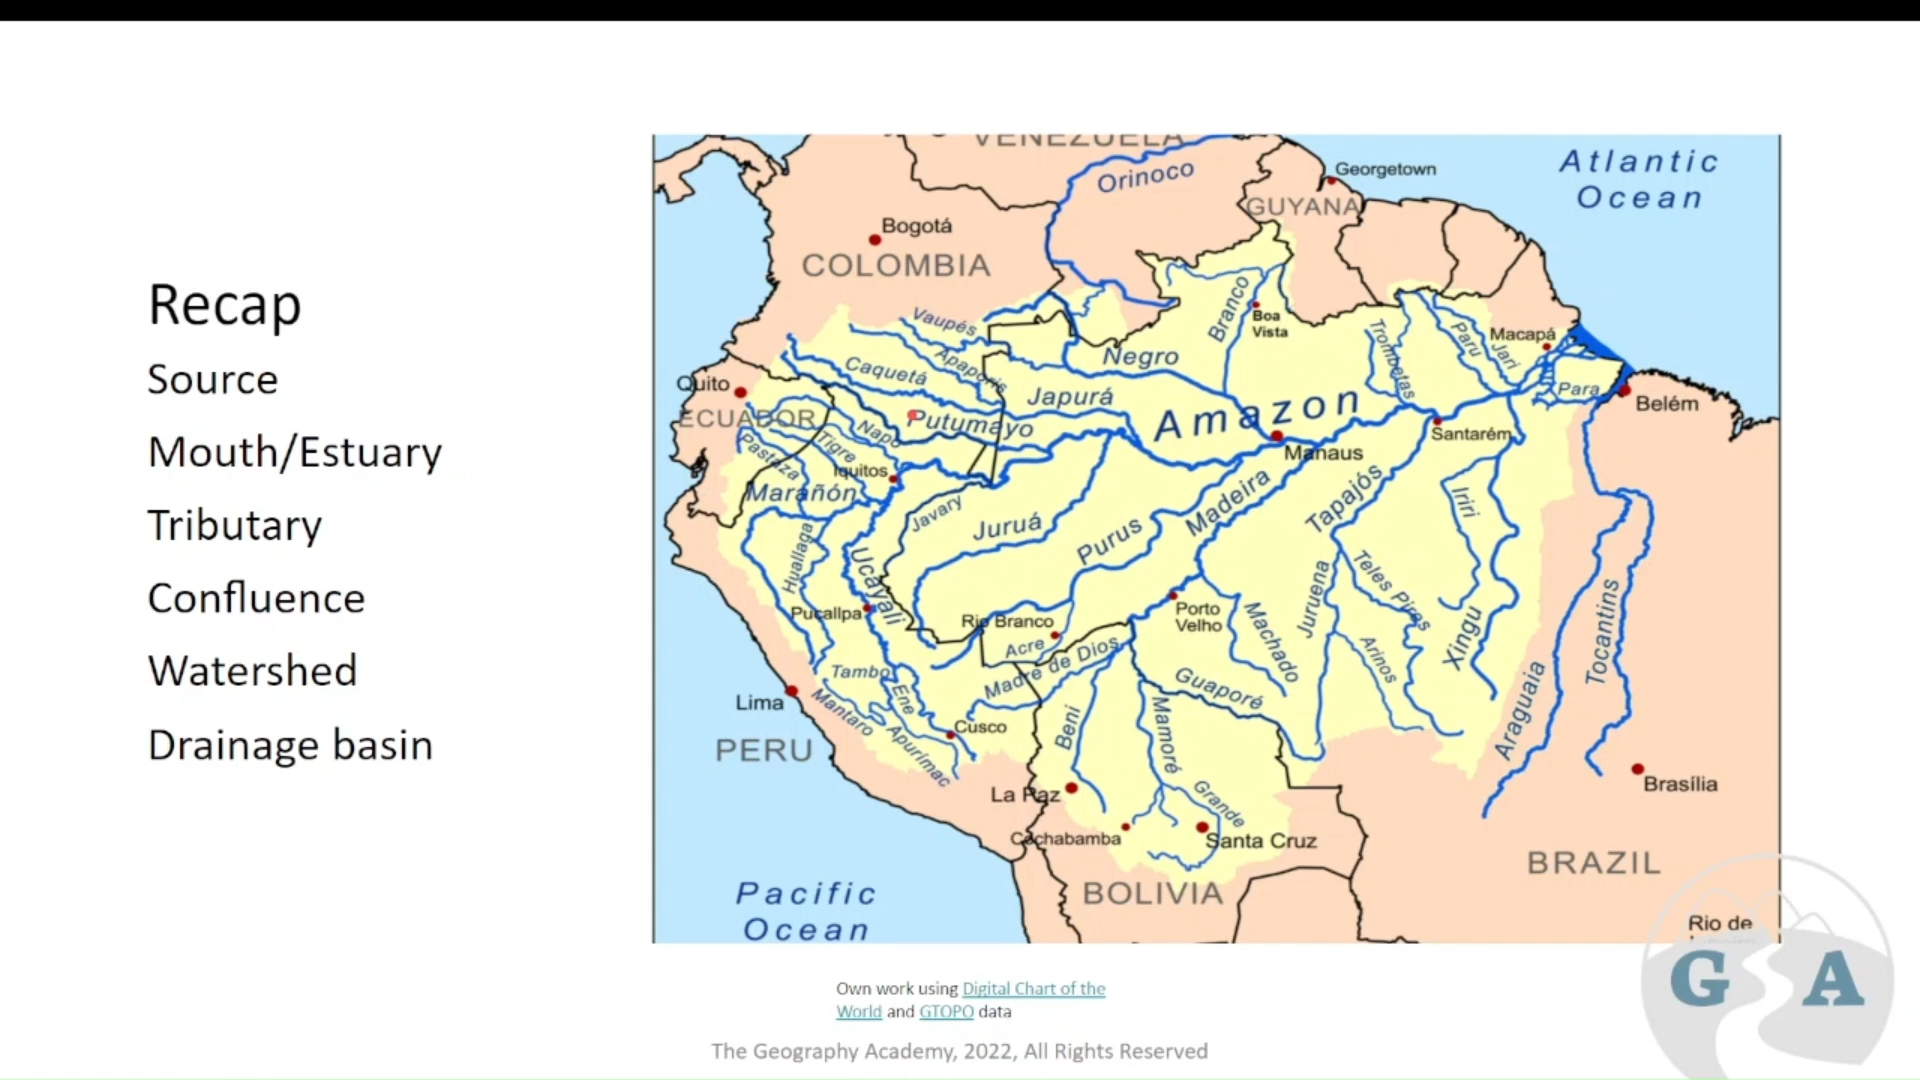 Recap
Source
Mouth/Estuary
Tributary
Confluence
Watershed
Drainage basin
VENEZUELA
Orinoco
Georgetown
Atlantic
Ocean
GUYANA
Bogotá
COLOMBIA
Branco
Boa
Vista
Vaupés
Apaporis
Negro
Trombetas
Paru
Jari
Macapá
Quito
Caquetá
Japurá
Amazon
Para
Belém
ECUADOR
Putumayo
Napo
Tigre
Pastaza
Iquitos
Manaus
Santarém
Marañón
Javary
Juruá
Purus
Madeira
Tapajós
Iriri
Huallaga
Ucayali
Pucallpa
Rio Branco
Acre
Madre de Dios
Porto
Velho
Machado
Juruena
Teles Pires
Arinos
Xingu
Tocantins
Araguaia
Tambo
Ene
Lima
Mantaro
Apurímac
Cusco
Guaporé
Beni
Mamoré
Grande
PERU
La Paz
Cochabamba
Santa Cruz
Brasília
BRAZIL
BOLIVIA
Pacific
Ocean
Rio de
G A
Own work using Digital Chart of the
World and GTOPO data
The Geography Academy, 2022, All Rights Reserved